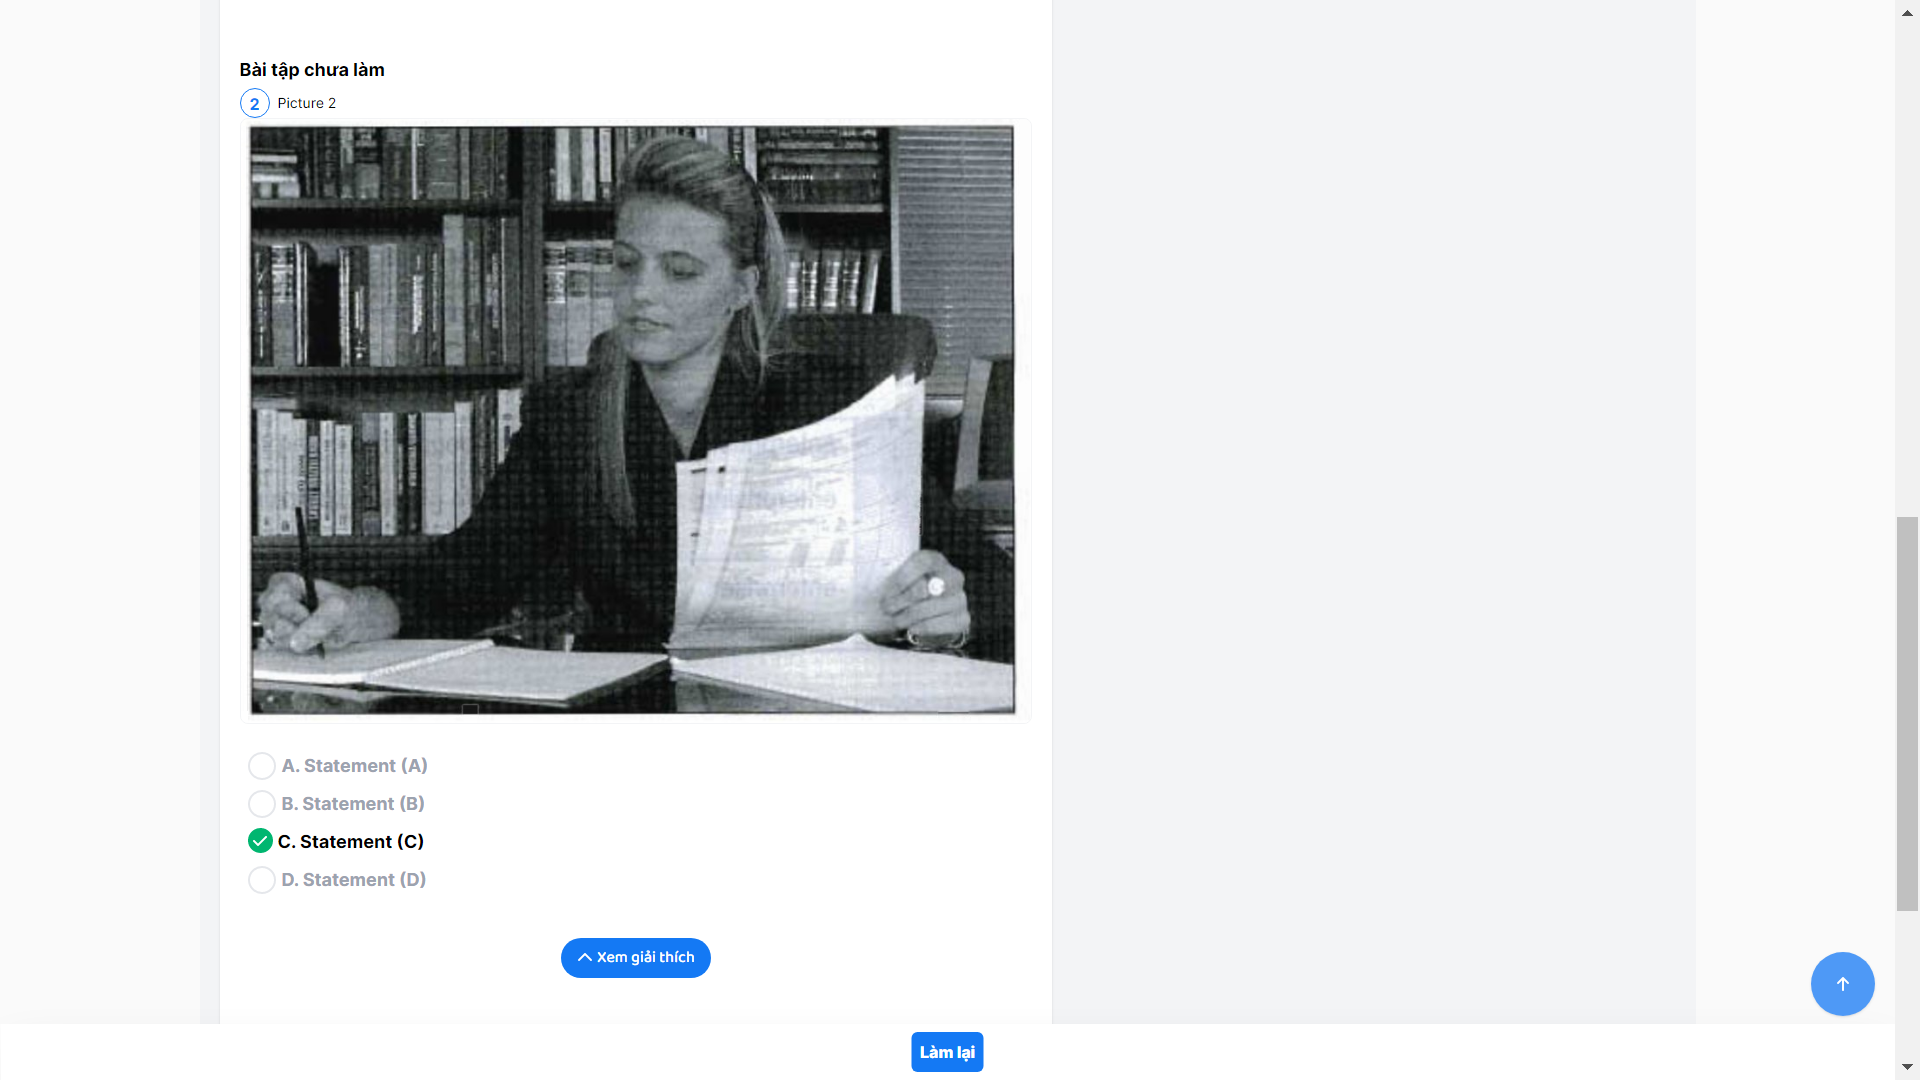 Bài tập chưa làm
2 Picture 2
A. Statement (A)
B. Statement (B)
C. Statement (C)
D. Statement (D)
Xem giải thích
Làm lại